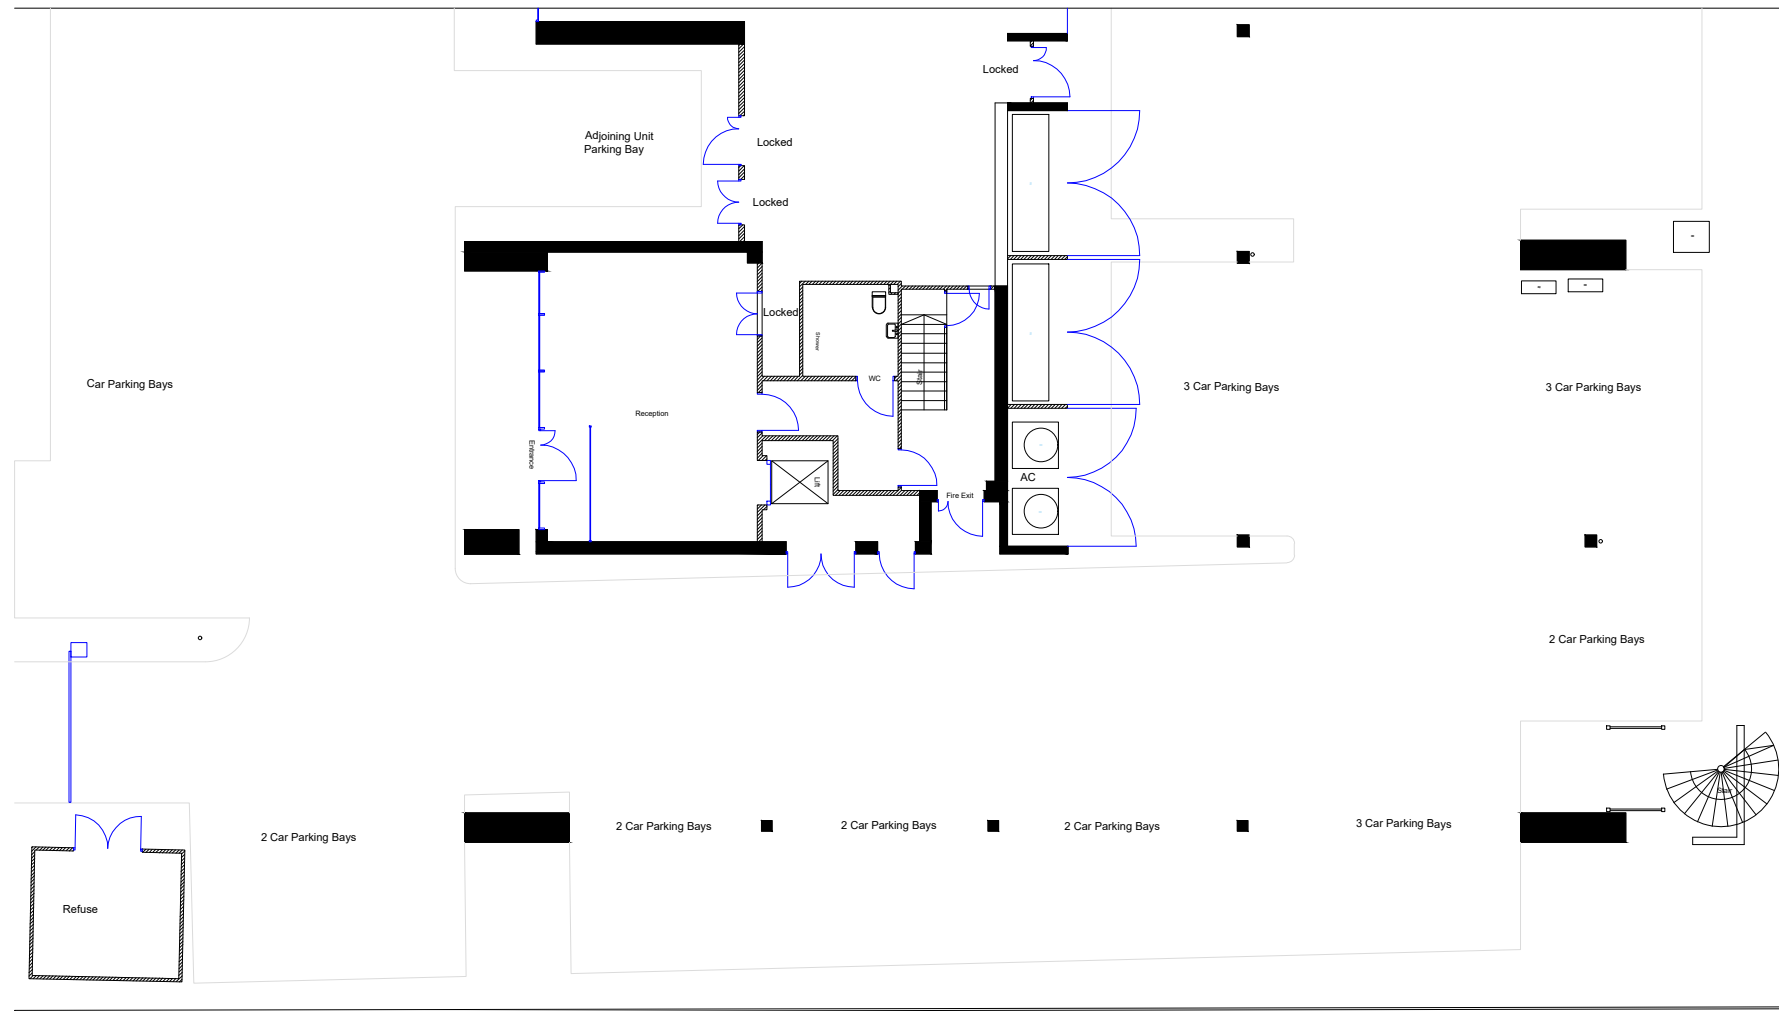 Locked
Adjoining Unit
Parking Bay
Locked
Locked
Locked
Shower
WC
Stair
Car Parking Bays
3 Car Parking Bays
3 Car Parking Bays
Reception
Entrance
Lift
AC
Fire Exit
2 Car Parking Bays
Stair
2 Car Parking Bays
2 Car Parking Bays
2 Car Parking Bays
2 Car Parking Bays
3 Car Parking Bays
Refuse